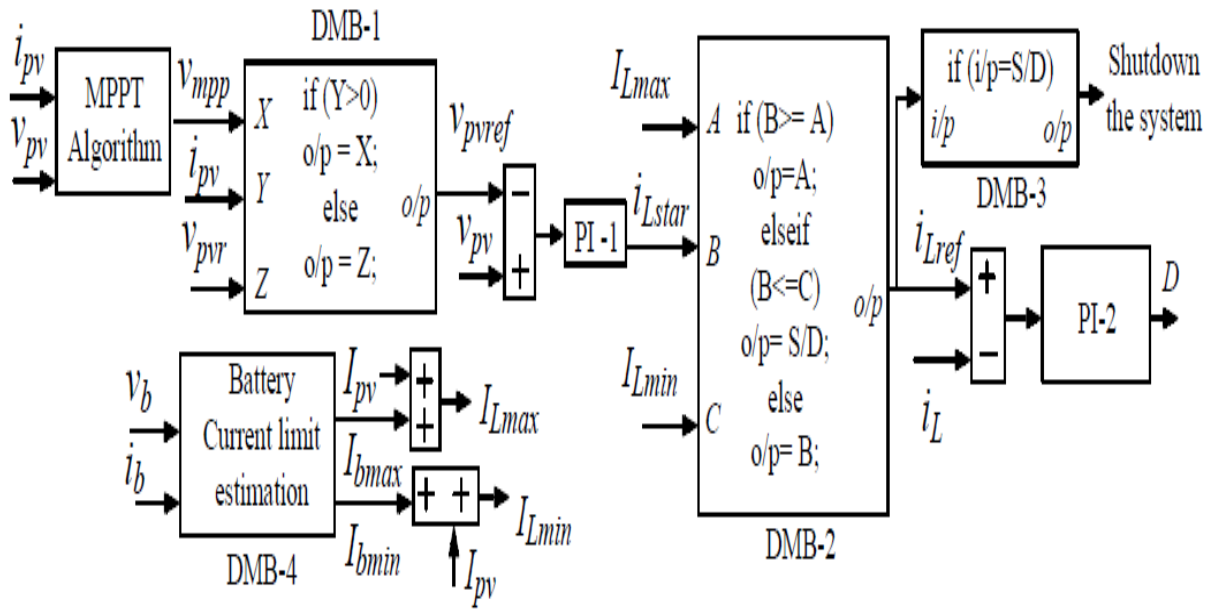 DMB-1
i_pv
v_pv
MPPT
Algorithm
v_mpp
i_pv
v_pvr
X
Y
Z
if (Y>0)
o/p = X;
else
o/p = Z;
o/p
v_pvref
v_pv
−
+
PI -1
i_Lstar
I_Lmax
I_Lmin
A
B
C
if (B>= A)
o/p=A;
elseif
(B<=C)
o/p= S/D;
else
o/p= B;
o/p
DMB-2
if (i/p=S/D)
i/p
o/p
DMB-3
Shutdown
the system
i_Lref
i_L
+
−
PI-2
D
v_b
i_b
Battery
Current limit
estimation
DMB-4
I_pv
I_bmax
+
+
I_Lmax
I_bmin
+ +
I_Lmin
I_pv